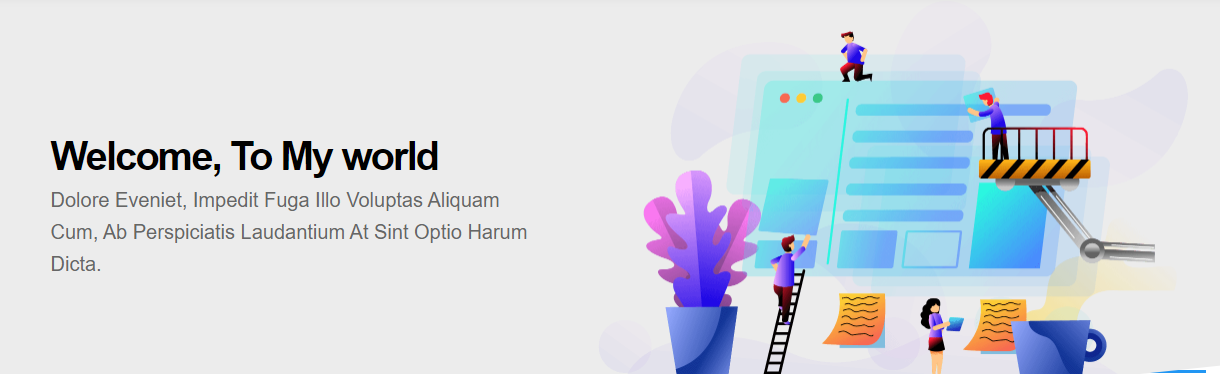 Welcome, To My world
Dolore Eveniet, Impedit Fuga Illo Voluptas Aliquam
Cum, Ab Perspiciatis Laudantium At Sint Optio Harum
Dicta.